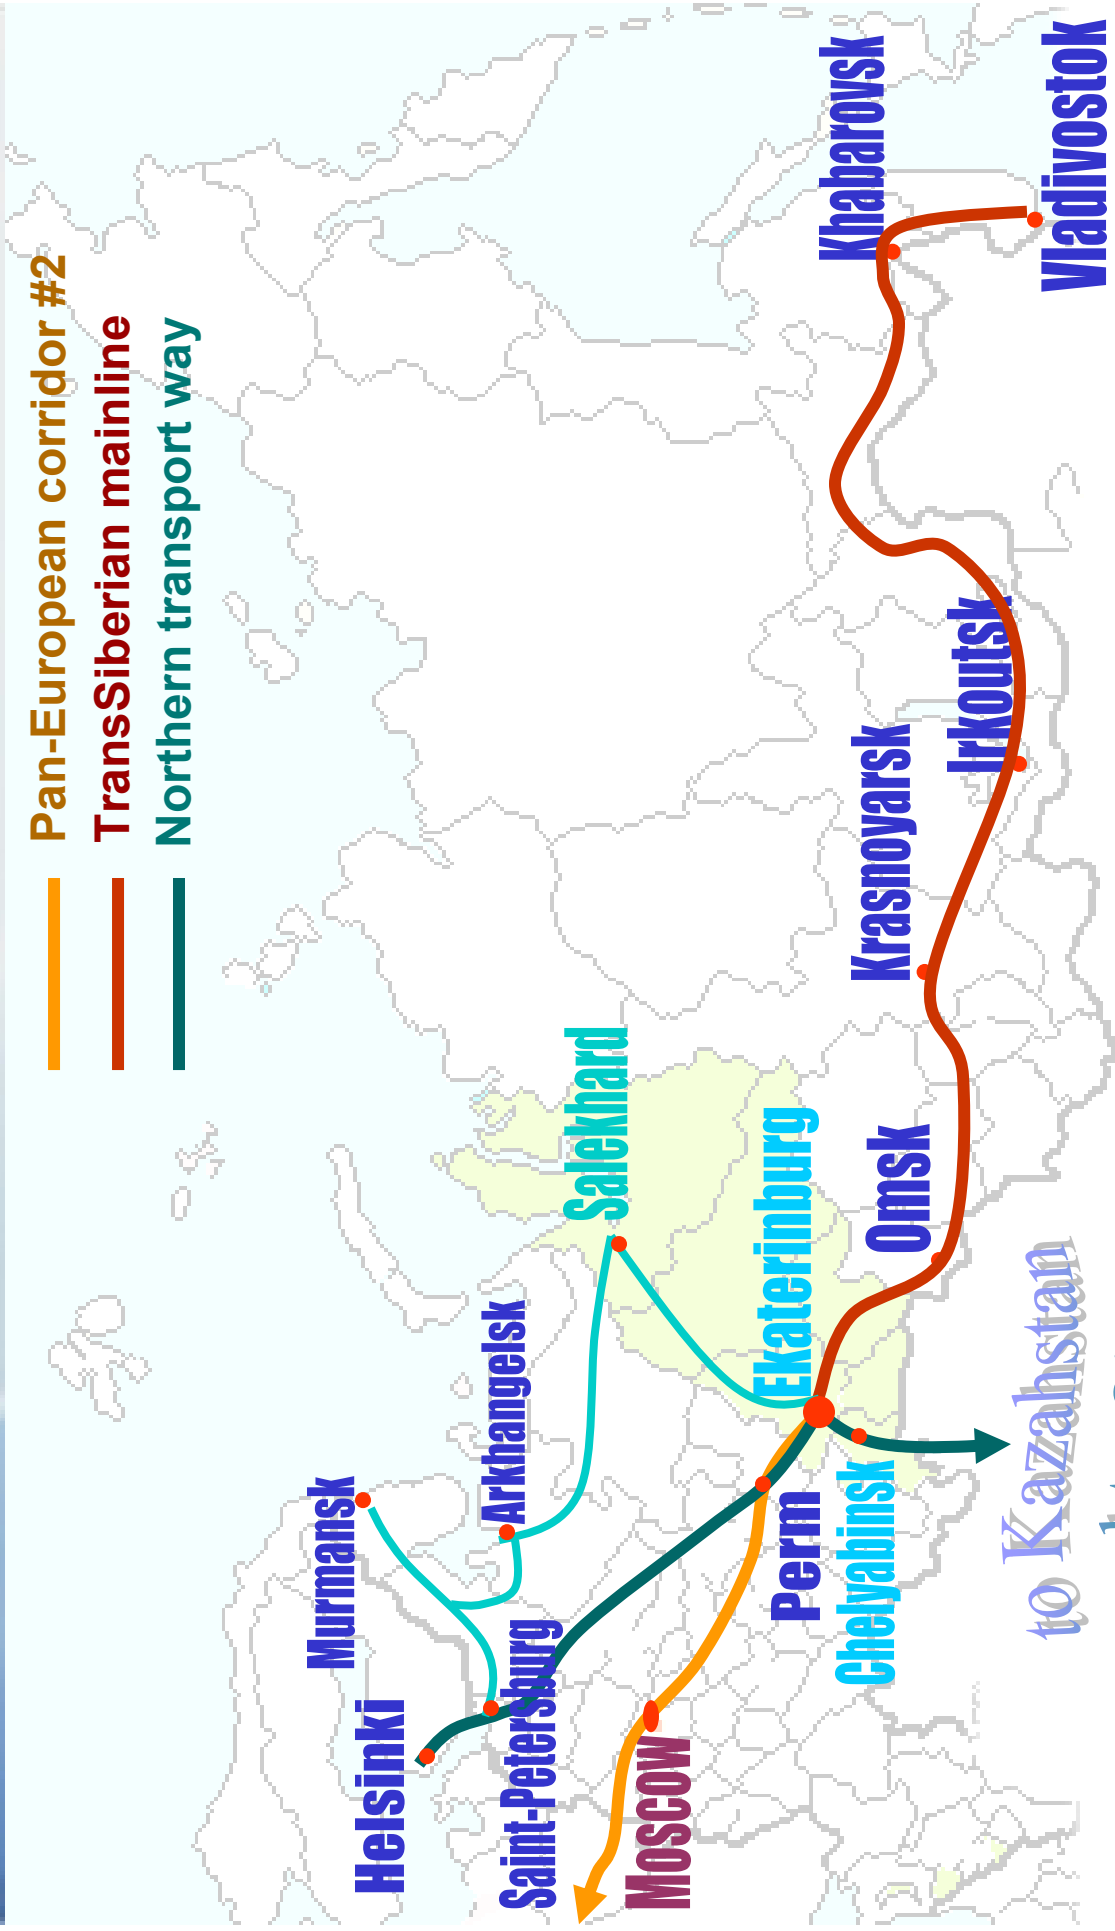 Pan-European corridor #2
TransSiberian mainline
Northern transport way
Murmansk
Helsinki
Arkhangelsk
Saint-Petersburg
Salekhard
Moscow
Ekaterinburg
Perm
Chelyabinsk
Omsk
Krasnoyarsk
Irkoutsk
Khabarovsk
Vladivostok
to Kazahstan